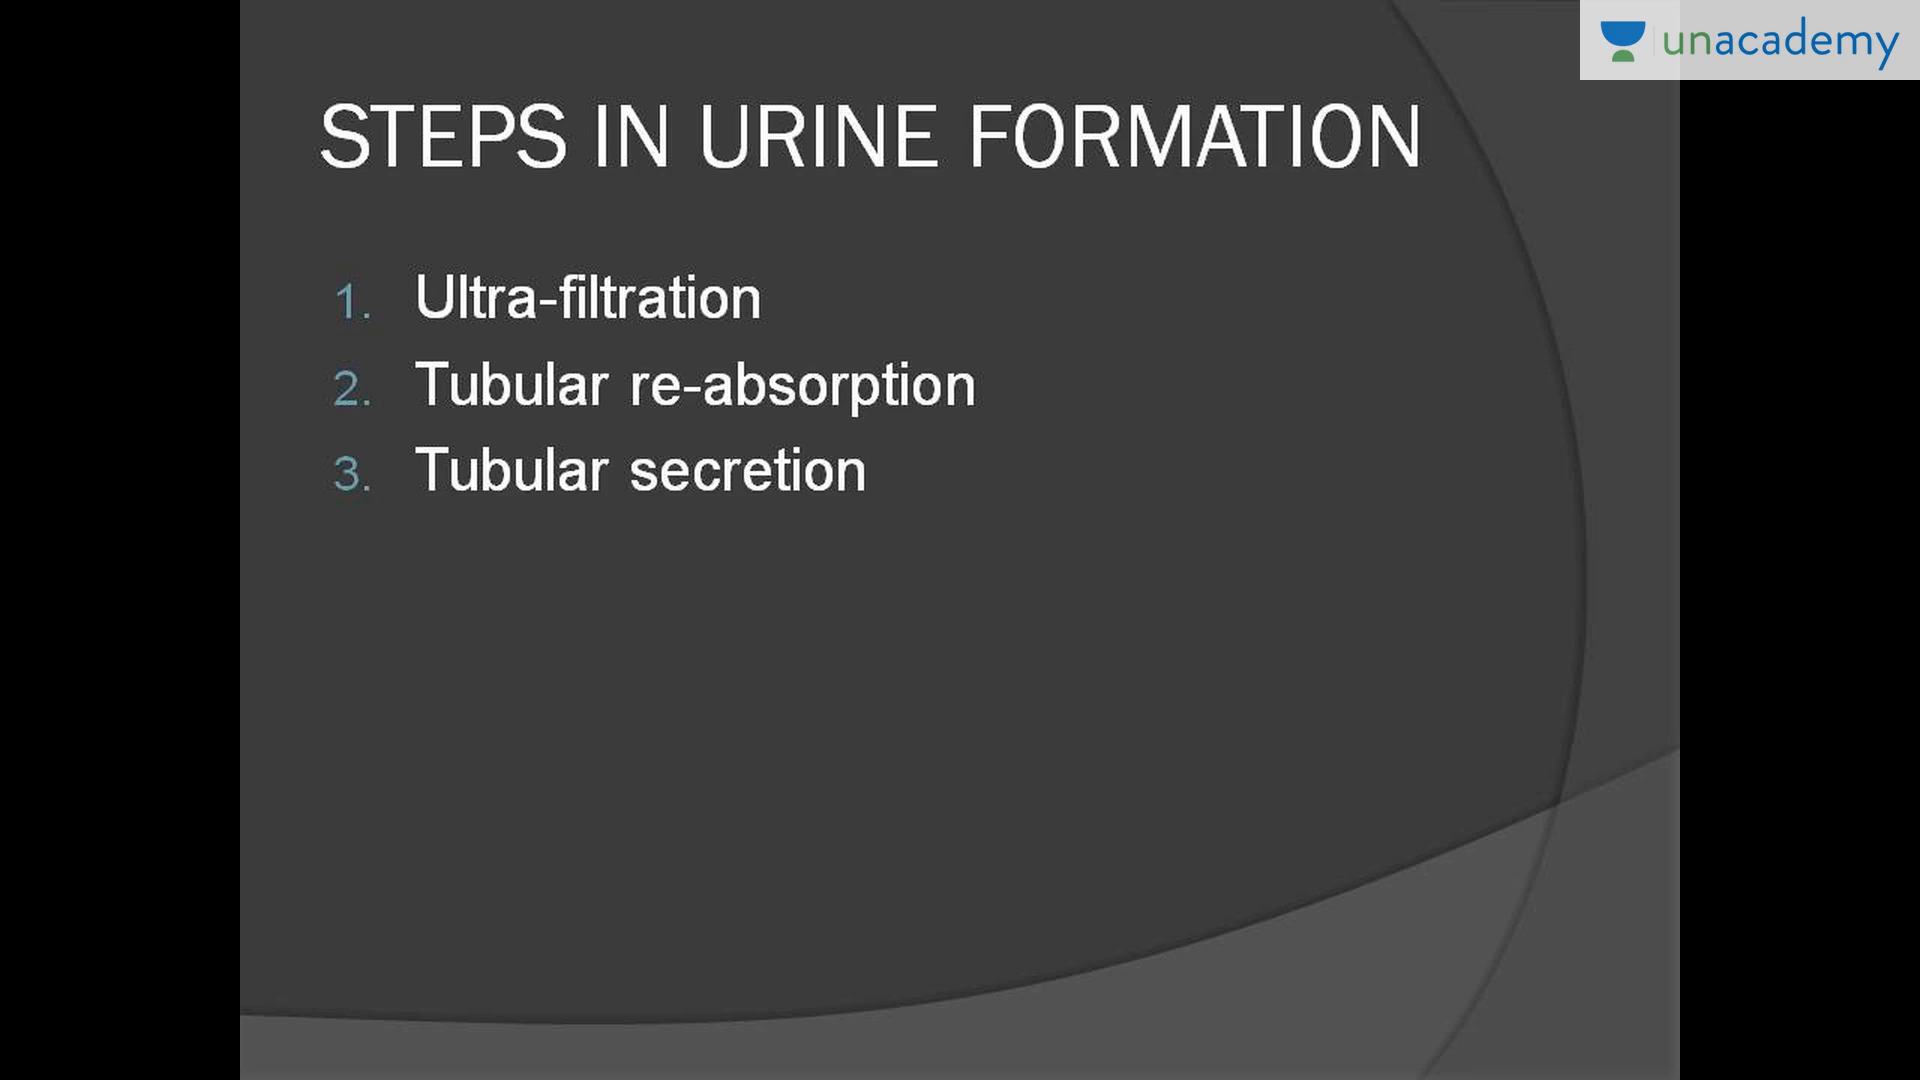 unacademy
STEPS IN URINE FORMATION
1. Ultra-filtration
2. Tubular re-absorption
3. Tubular secretion